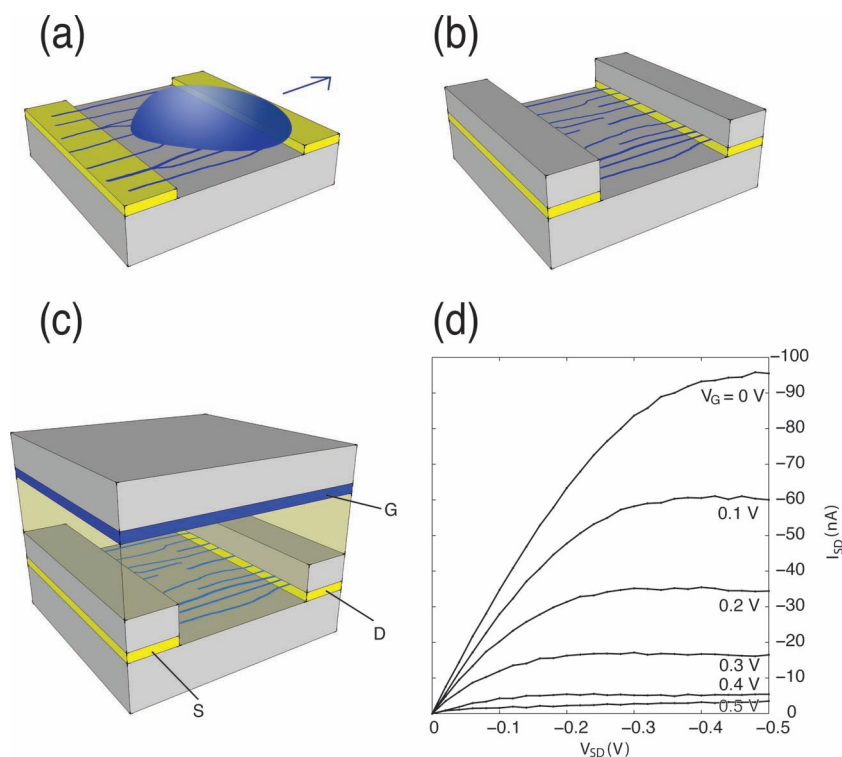 (a)
(b)
(c)
G
D
S
(d)
–100
–90
V_G = 0 V
–80
–70
–60
0.1 V
–50
I_SD (nA)
–40
0.2 V
–30
–20
0.3 V
–10
0.4 V
0.5 V
–0
0 –0.1 –0.2 –0.3 –0.4 –0.5
V_SD (V)